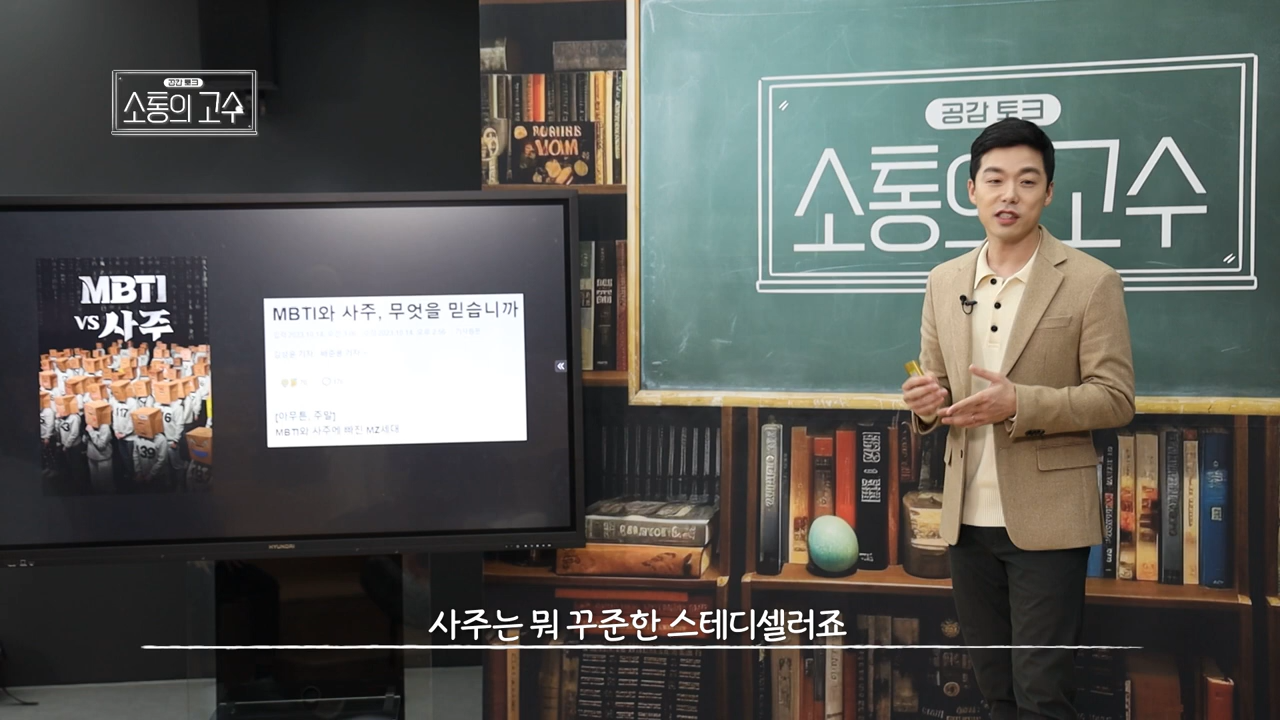 공감 토크
소통의 고수
공감 토크
소통의 고수
MBTI
VS 사주
MBTI와 사주, 무엇을 믿습니까
[아무튼, 주말]
MBTI와 사주에 빠진 MZ세대
HYUNDAI
사주는 뭐 꾸준한 스테디셀러죠